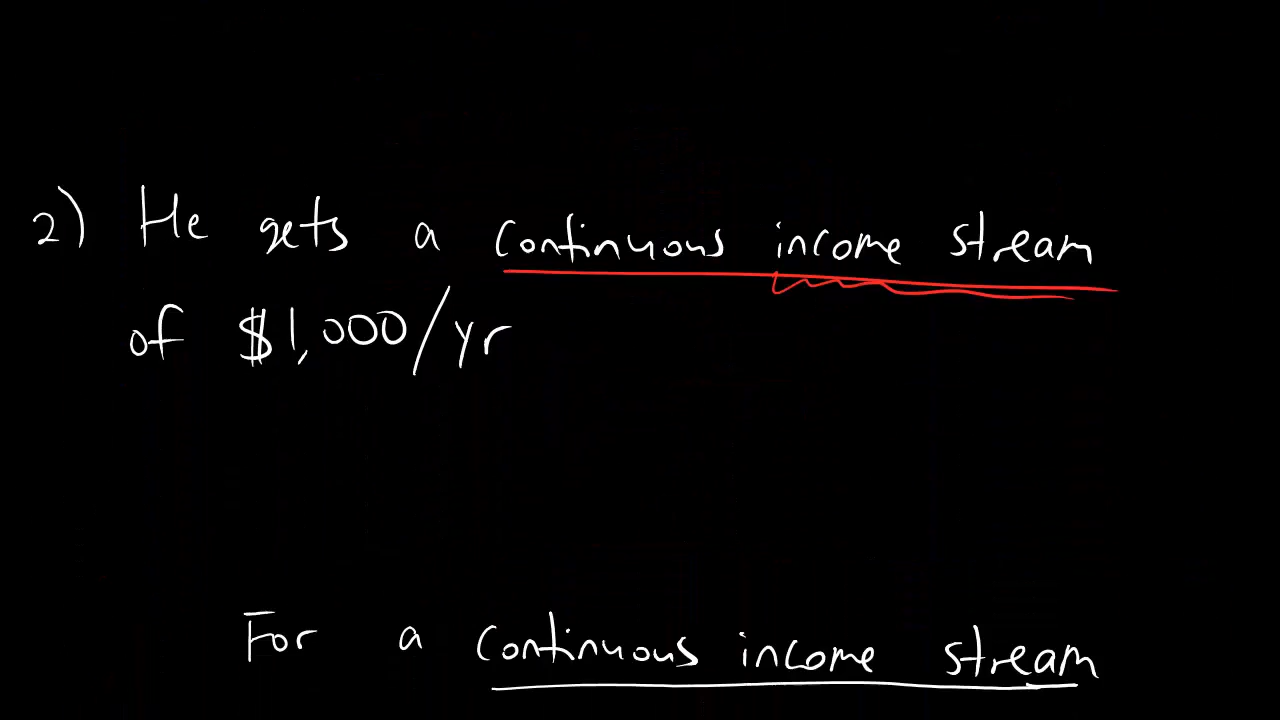 2) He gets a continuous income stream
of $1,000/yr
For a continuous income stream